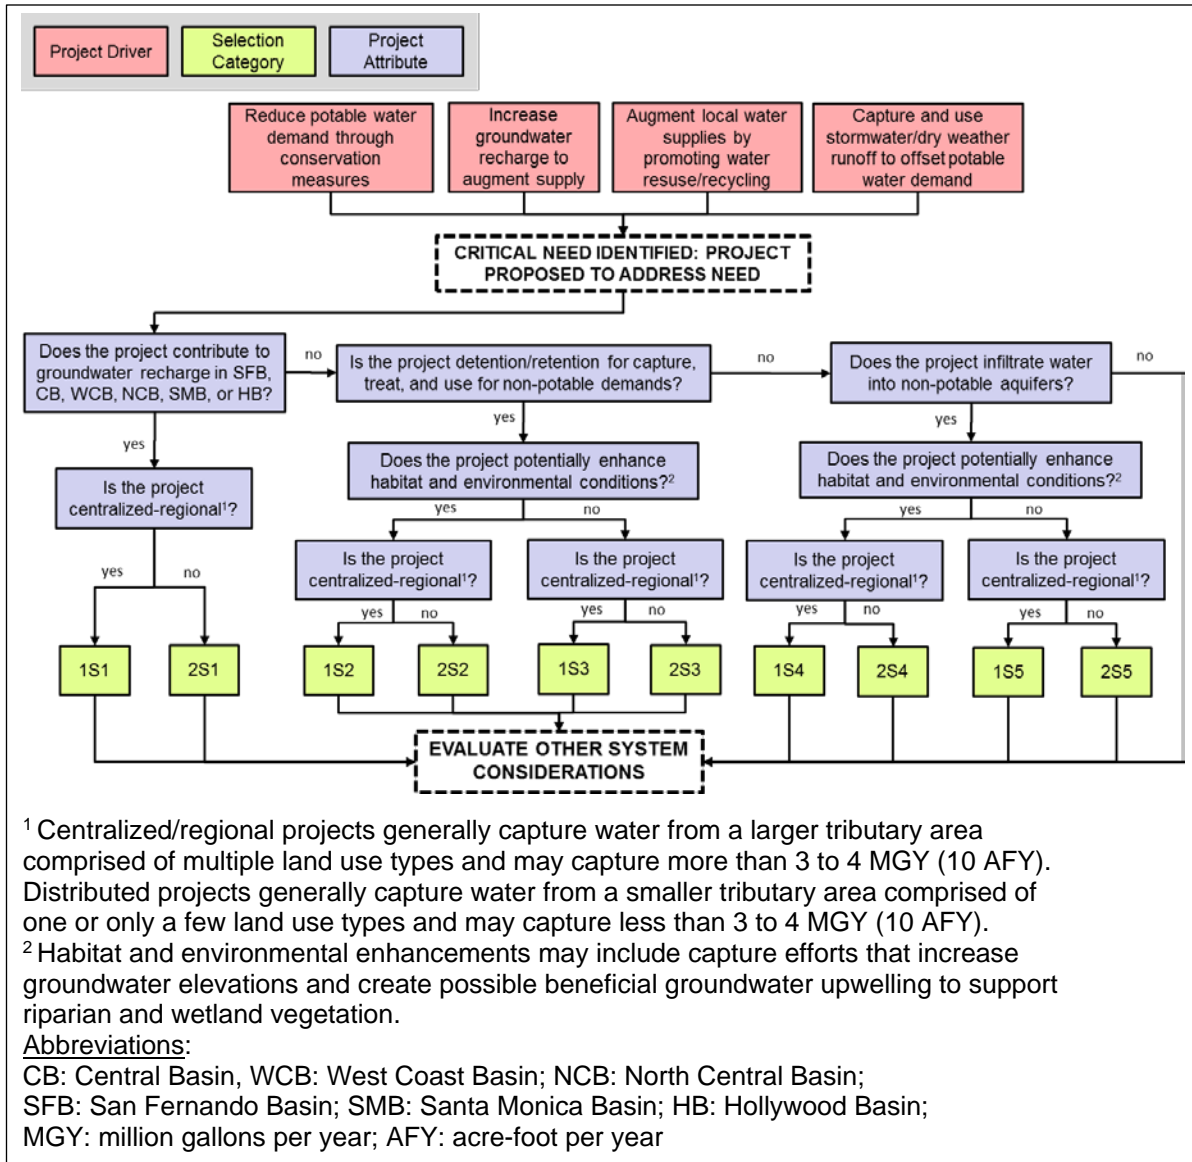 Project Driver
Selection
Category
Project
Attribute
Reduce potable water
demand through
conservation
measures
Increase
groundwater
recharge to
augment supply
Augment local water
supplies by
promoting water
resuse/recycling
Capture and use
stormwater/dry weather
runoff to offset potable
water demand
CRITICAL NEED IDENTIFIED: PROJECT
PROPOSED TO ADDRESS NEED
Does the project contribute to
groundwater recharge in SFB,
CB, WCB, NCB, SMB, or HB?
no
Is the project detention/retention for capture,
treat, and use for non-potable demands?
no
Does the project infiltrate water
into non-potable aquifers?
no
yes
yes
yes
Is the project
centralized-regional¹?
Does the project potentially enhance
habitat and environmental conditions?²
Does the project potentially enhance
habitat and environmental conditions?²
yes
no
yes
no
Is the project
centralized-regional¹?
Is the project
centralized-regional¹?
Is the project
centralized-regional¹?
Is the project
centralized-regional¹?
yes
no
yes
no
yes
no
yes
no
yes
no
1S1
2S1
1S2
2S2
1S3
2S3
1S4
2S4
1S5
2S5
EVALUATE OTHER SYSTEM
CONSIDERATIONS
¹ Centralized/regional projects generally capture water from a larger tributary area
comprised of multiple land use types and may capture more than 3 to 4 MGY (10 AFY).
Distributed projects generally capture water from a smaller tributary area comprised of
one or only a few land use types and may capture less than 3 to 4 MGY (10 AFY).
² Habitat and environmental enhancements may include capture efforts that increase
groundwater elevations and create possible beneficial groundwater upwelling to support
riparian and wetland vegetation.
Abbreviations:
CB: Central Basin, WCB: West Coast Basin; NCB: North Central Basin;
SFB: San Fernando Basin; SMB: Santa Monica Basin; HB: Hollywood Basin;
MGY: million gallons per year; AFY: acre-foot per year